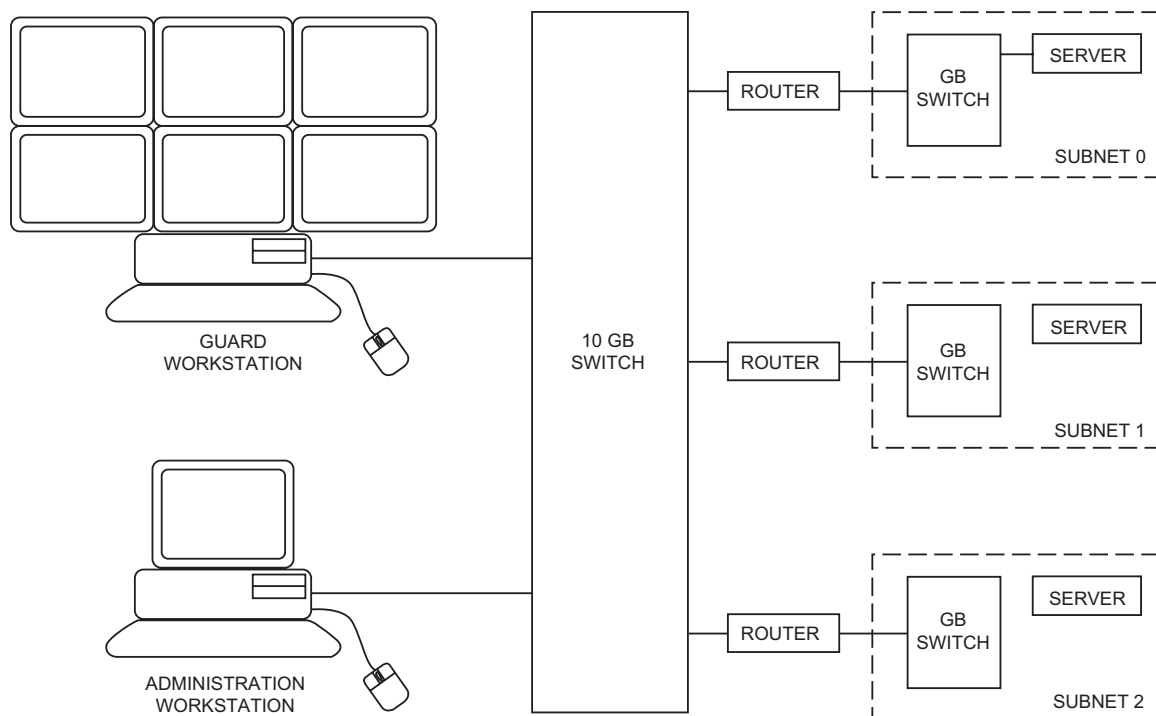 GUARD
WORKSTATION
ADMINISTRATION
WORKSTATION
10 GB
SWITCH
ROUTER
GB
SWITCH
SERVER
SUBNET 0
ROUTER
GB
SWITCH
SERVER
SUBNET 1
ROUTER
GB
SWITCH
SERVER
SUBNET 2